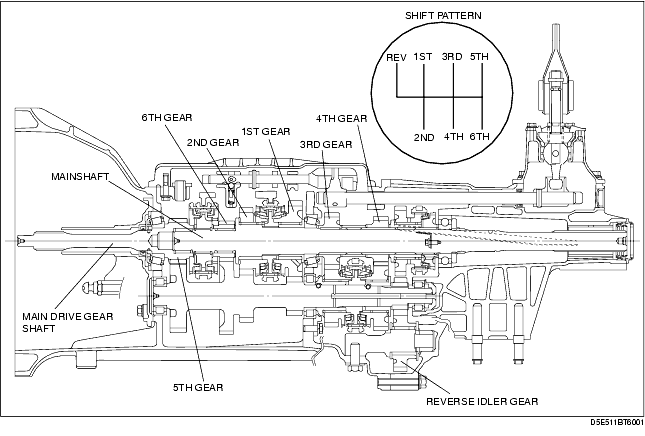 SHIFT PATTERN
REV 1ST 3RD 5TH
2ND 4TH 6TH
6TH GEAR
2ND GEAR
1ST GEAR
4TH GEAR
3RD GEAR
MAINSHAFT
MAIN DRIVE GEAR
SHAFT
5TH GEAR
REVERSE IDLER GEAR
D5E511BT6001